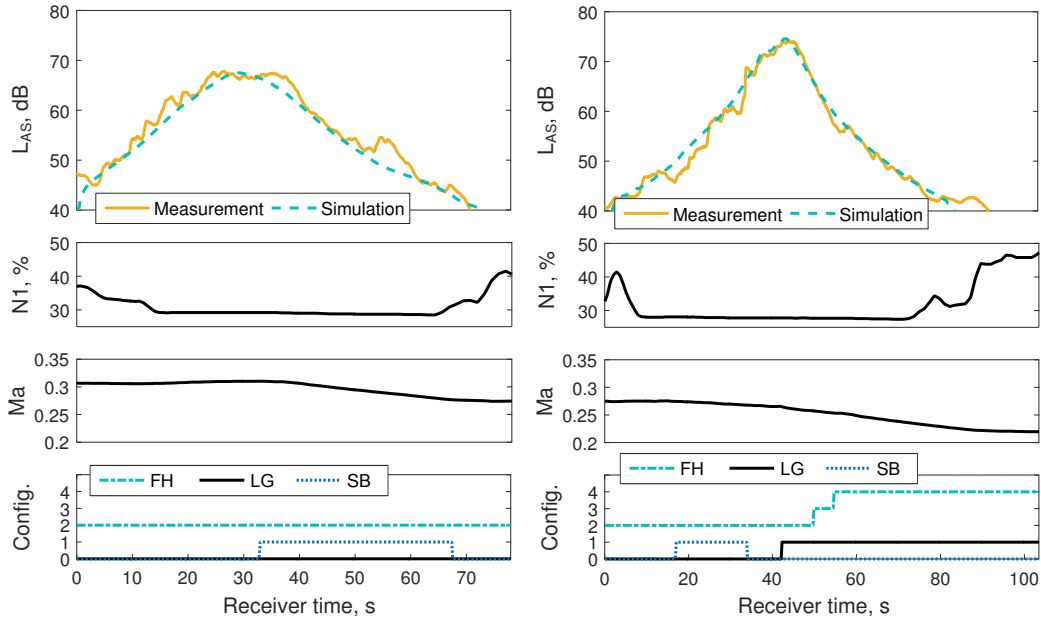 80
70
60
50
40
L_AS, dB
Measurement
Simulation
50
40
30
N1, %
0.35
0.3
0.25
0.2
Ma
FH
LG
SB
4
3
2
1
0
Config.
0 10 20 30 40 50 60 70
Receiver time, s
80
70
60
50
40
L_AS, dB
Measurement
Simulation
50
40
30
N1, %
0.35
0.3
0.25
0.2
Ma
FH
LG
SB
4
3
2
1
0
Config.
0 20 40 60 80 100
Receiver time, s